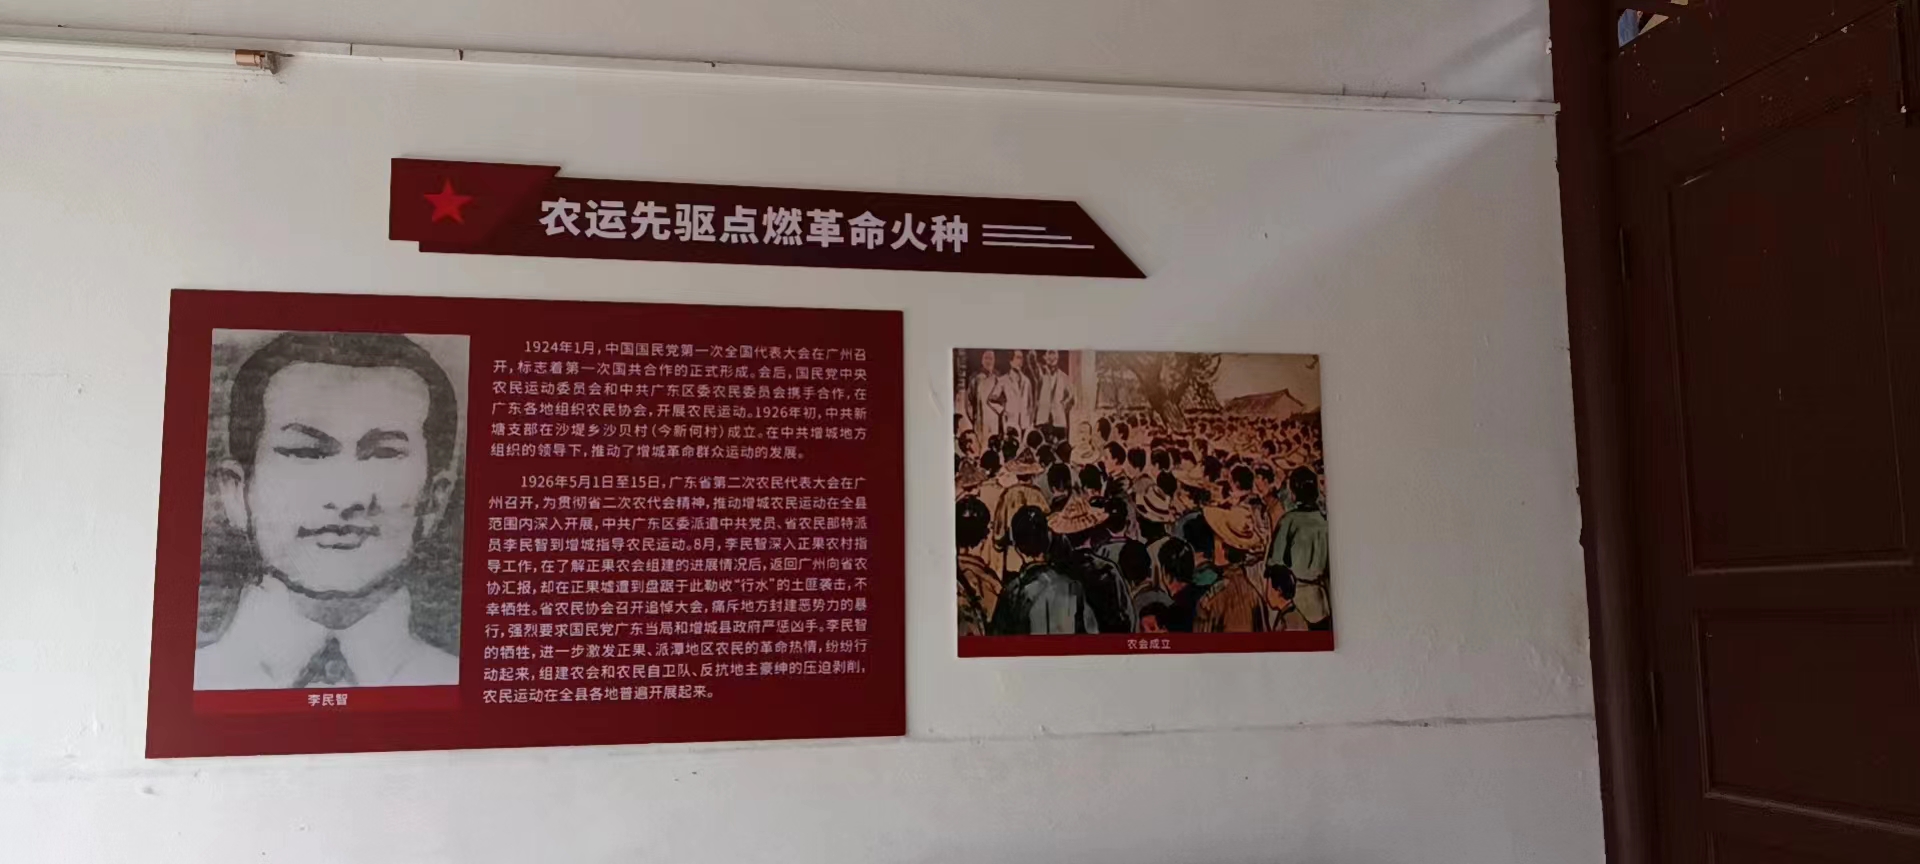 农运先驱点燃革命火种
1924年1月，中国国民党第一次全国代表大会在广州召
开，标志着第一次国共合作的正式形成。会后，国民党中央
农民运动委员会和中共广东区委农民委员会携手合作，在
广东各地组织农民协会，开展农民运动。1926年初，中共新
塘支部在沙堤乡沙贝村（今新何村）成立。在中共增城地方
组织的领导下，推动了增城革命群众运动的发展。
1926年5月1日至15日，广东省第二次农民代表大会在广
州召开，为贯彻省二次农代会精神，推动增城农民运动在全县
范围内深入开展，中共广东区委派遣中共党员、省农民部特派
员李民智到增城指导农民运动。8月，李民智深入正果农村指
导工作，在了解正果农会组建的进展情况后，返回广州向省农
协汇报，却在正果墟遭到盘踞于此勒收“行水”的土匪袭击，不
幸牺牲。省农民协会召开追悼大会，痛斥地方封建恶势力的暴
行，强烈要求国民党广东当局和增城县政府严惩凶手。李民智
的牺牲，进一步激发正果、派潭地区农民的革命热情，纷纷行
动起来，组建农会和农民自卫队、反抗地主豪绅的压迫剥削，
农民运动在全县各地普遍开展起来。
李民智
农会成立